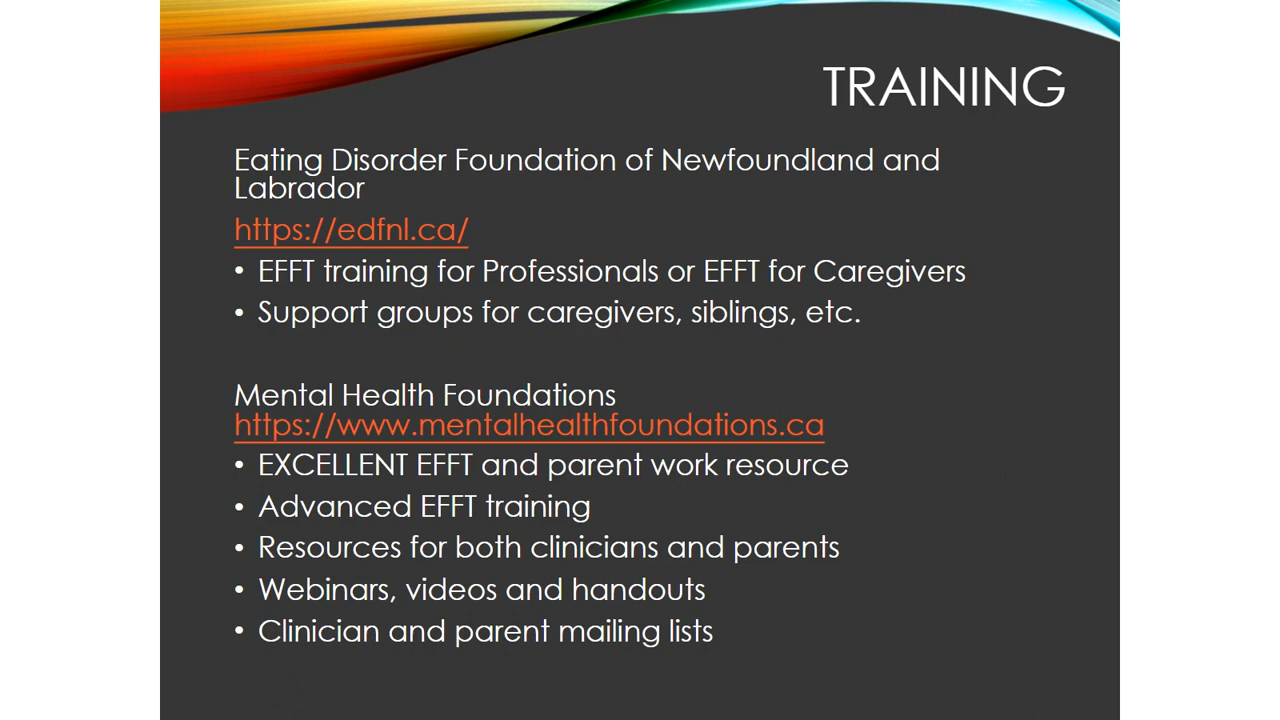 TRAINING
Eating Disorder Foundation of Newfoundland and
Labrador
https://edfnl.ca/
• EFFT training for Professionals or EFFT for Caregivers
• Support groups for caregivers, siblings, etc.
Mental Health Foundations
https://www.mentalhealthfoundations.ca
• EXCELLENT EFFT and parent work resource
• Advanced EFFT training
• Resources for both clinicians and parents
• Webinars, videos and handouts
• Clinician and parent mailing lists